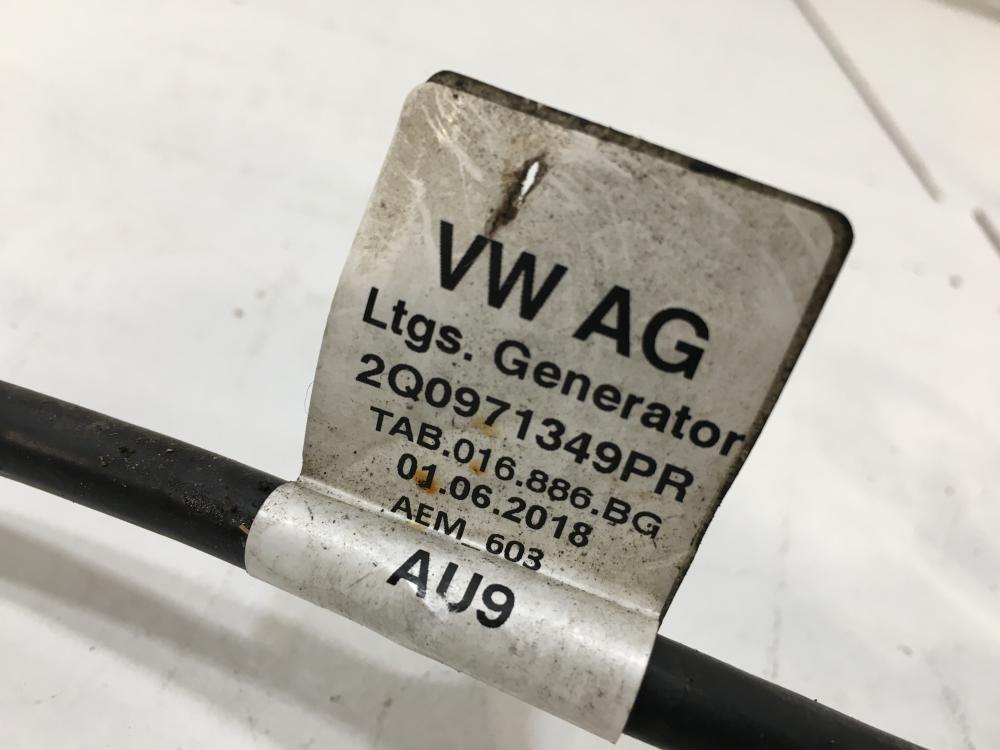 VW AG
Ltgs. Generator
2Q0971349PR
TAB.016.886.BG
01.06.2018
AEM_603
AU9